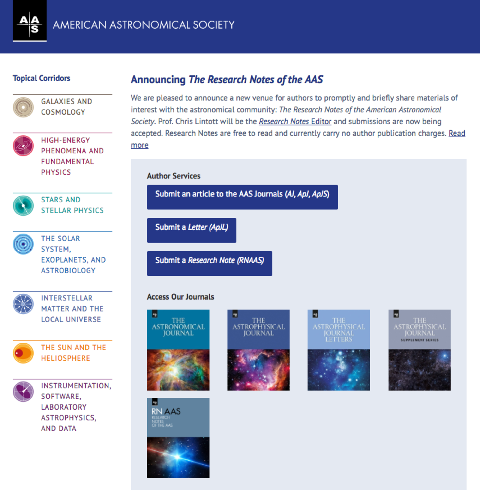 AAS
AMERICAN ASTRONOMICAL SOCIETY
Topical Corridors
GALAXIES AND
COSMOLOGY
HIGH-ENERGY
PHENOMENA AND
FUNDAMENTAL
PHYSICS
STARS AND
STELLAR PHYSICS
THE SOLAR
SYSTEM,
EXOPLANETS, AND
ASTROBIOLOGY
INTERSTELLAR
MATTER AND THE
LOCAL UNIVERSE
THE SUN AND THE
HELIOSPHERE
INSTRUMENTATION,
SOFTWARE,
LABORATORY
ASTROPHYSICS,
AND DATA
Announcing The Research Notes of the AAS
We are pleased to announce a new venue for authors to promptly and briefly share materials of
interest with the astronomical community: The Research Notes of the American Astronomical
Society. Prof. Chris Lintott will be the Research Notes Editor and submissions are now being
accepted. Research Notes are free to read and currently carry no author publication charges. Read
more
Author Services
Submit an article to the AAS Journals (AJ, ApJ, ApJS)
Submit a Letter (ApJL)
Submit a Research Note (RNAAS)
Access Our Journals
THE
ASTRONOMICAL
JOURNAL
THE
ASTROPHYSICAL
JOURNAL
THE
ASTROPHYSICAL
JOURNAL
LETTERS
THE
ASTROPHYSICAL
JOURNAL
SUPPLEMENT SERIES
RN AAS
RESEARCH
NOTES
OF THE AAS